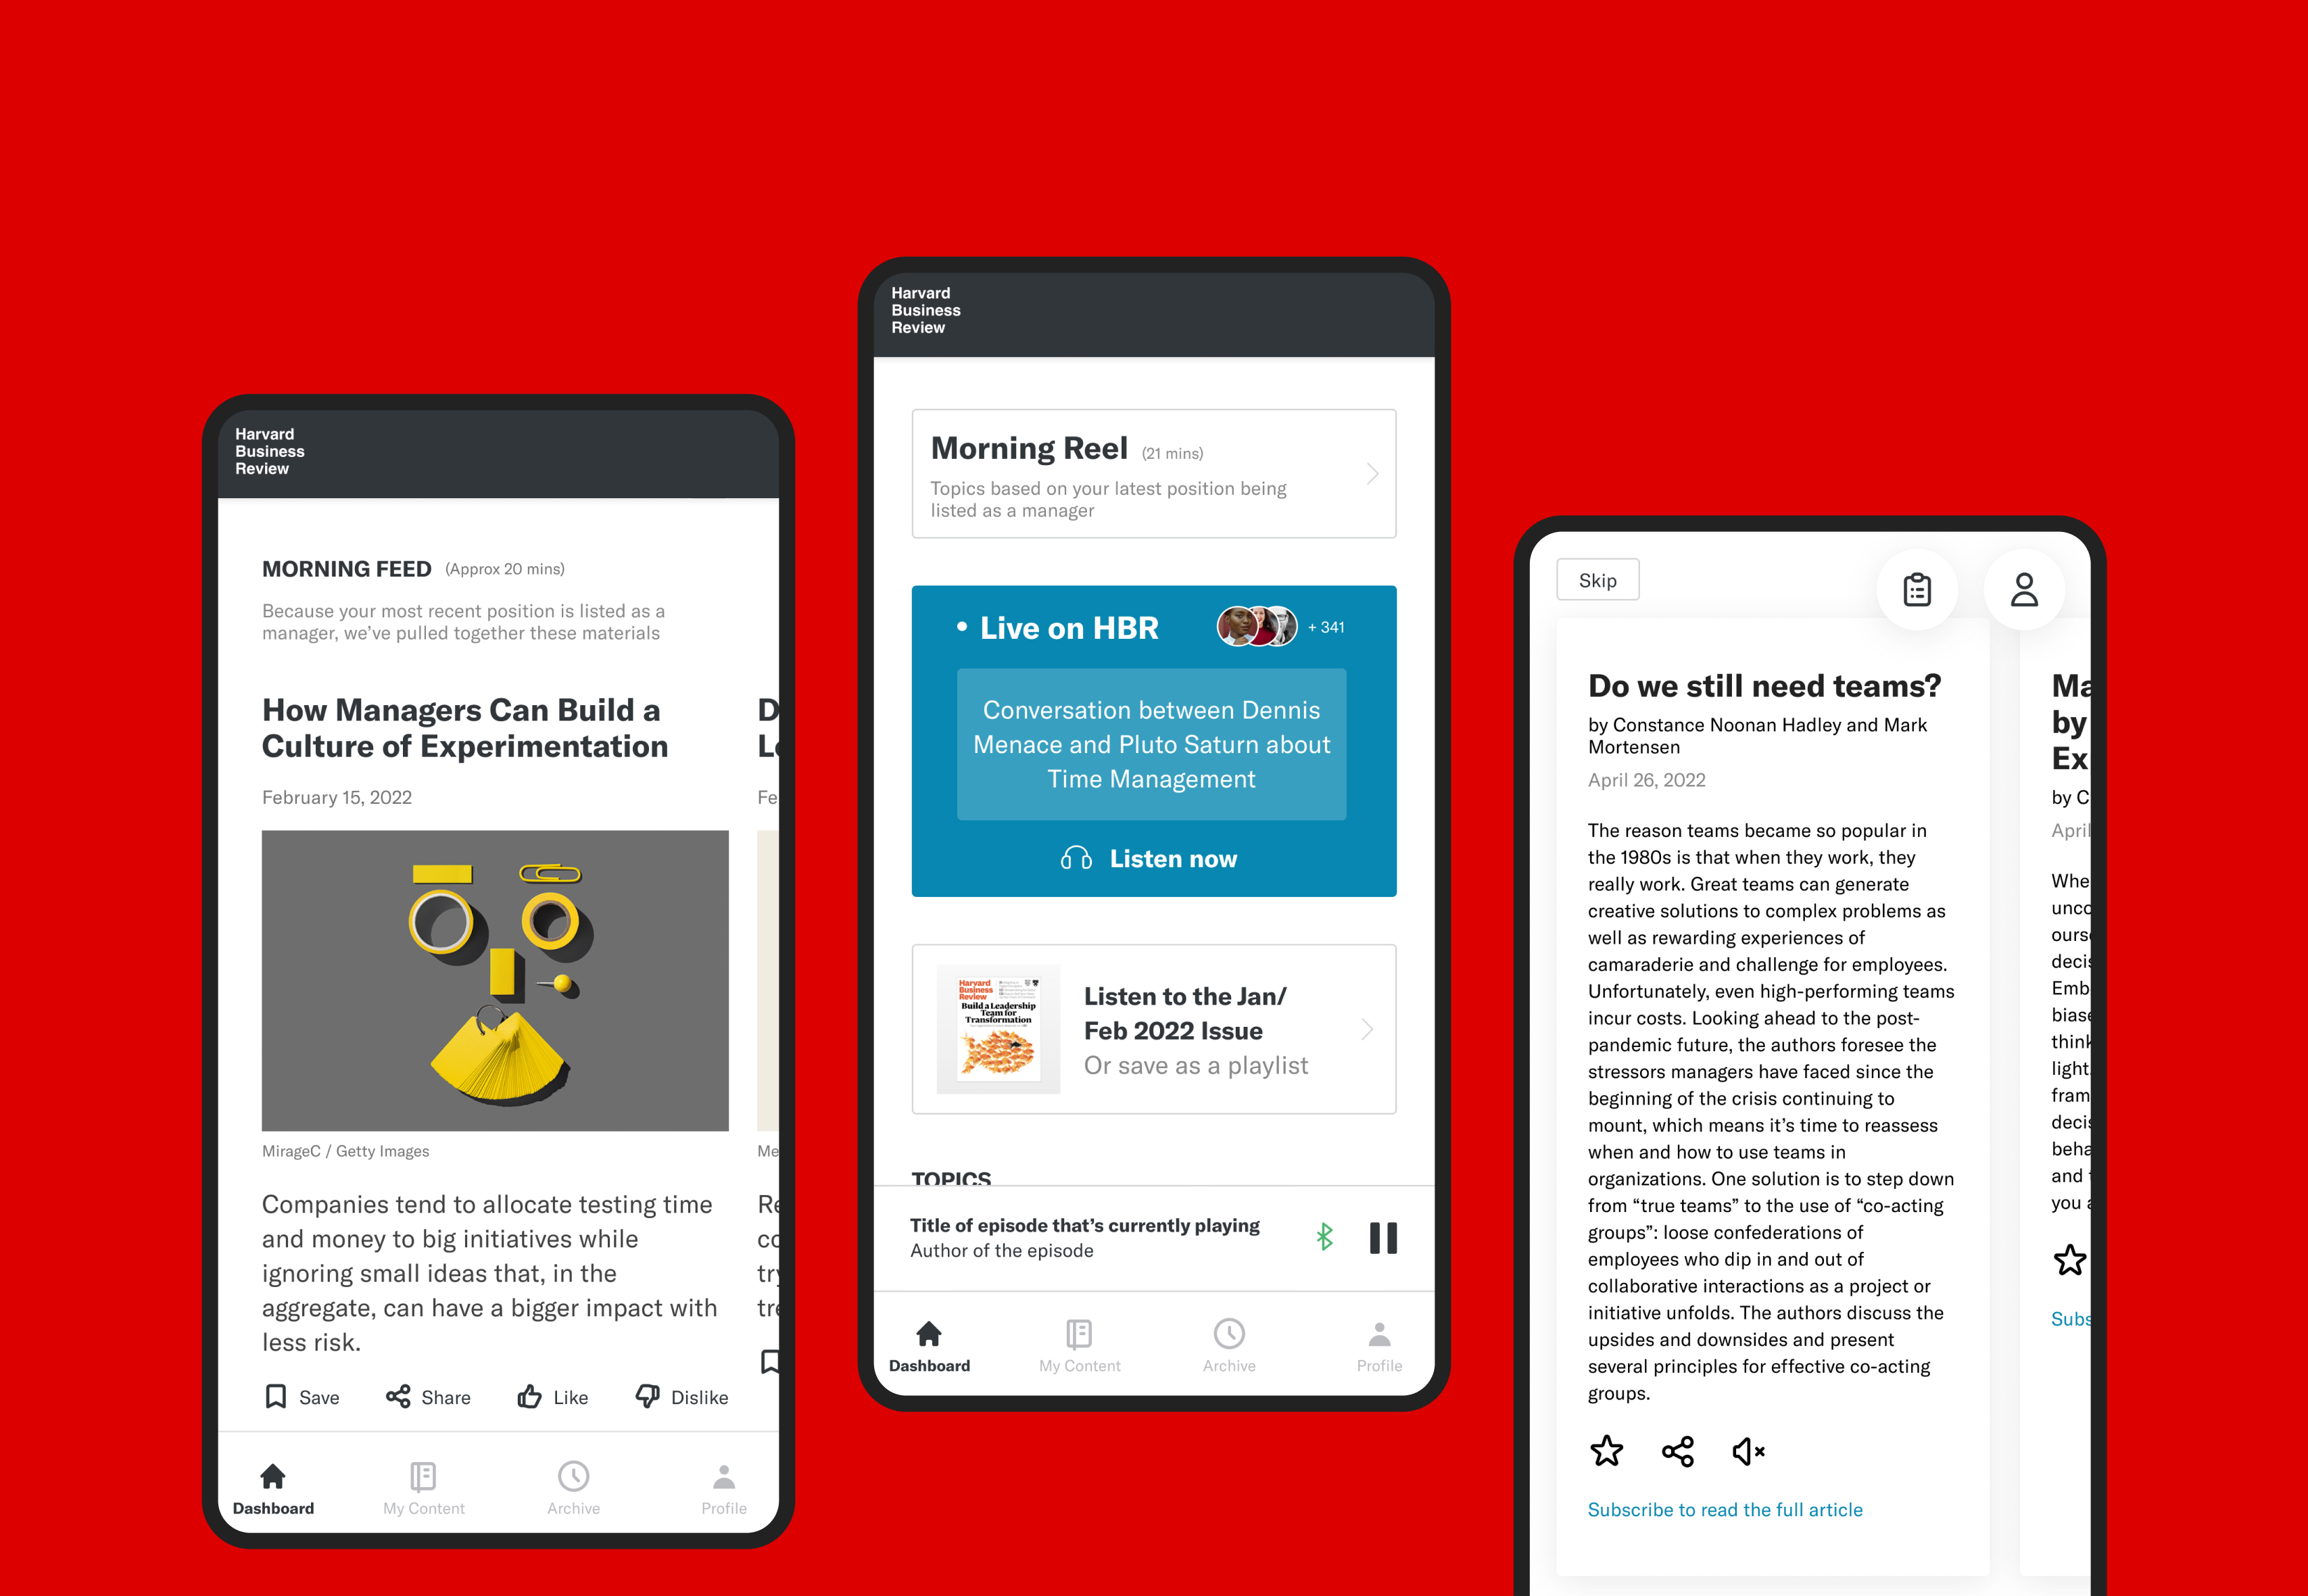 Harvard
Business
Review
MORNING FEED (Approx 20 mins)
Because your most recent position is listed as a
manager, we've pulled together these materials
How Managers Can Build a
Culture of Experimentation
February 15, 2022
MirageC / Getty Images
Companies tend to allocate testing time
and money to big initiatives while
ignoring small ideas that, in the
aggregate, can have a bigger impact with
less risk.
Save Share Like Dislike
D
Fe
Me
Re
Dashboard My Content Archive Profile
Harvard
Business
Review
Morning Reel (21 mins)
Topics based on your latest position being
listed as a manager
• Live on HBR + 341
Conversation between Dennis
Menace and Pluto Saturn about
Time Management
Listen now
Harvard
Business
Review
Build a Leadership
Team for
Transformation
Listen to the Jan/
Feb 2022 Issue
Or save as a playlist
TOPICS
Title of episode that's currently playing
Author of the episode
Dashboard My Content Archive Profile
Skip
Do we still need teams?
by Constance Noonan Hadley and Mark
Mortensen
April 26, 2022
The reason teams became so popular in
the 1980s is that when they work, they
really work. Great teams can generate
creative solutions to complex problems as
well as rewarding experiences of
camaraderie and challenge for employees.
Unfortunately, even high-performing teams
incur costs. Looking ahead to the post-
pandemic future, the authors foresee the
stressors managers have faced since the
beginning of the crisis continuing to
mount, which means it's time to reassess
when and how to use teams in
organizations. One solution is to step down
from “true teams” to the use of “co-acting
groups”: loose confederations of
employees who dip in and out of
collaborative interactions as a project or
initiative unfolds. The authors discuss the
upsides and downsides and present
several principles for effective co-acting
groups.
Subscribe to read the full article
Ma
by
Ex
by C
April
Whe
unco
ours
decis
Emb
biase
think
light
fram
decis
beha
and
you a
Subs